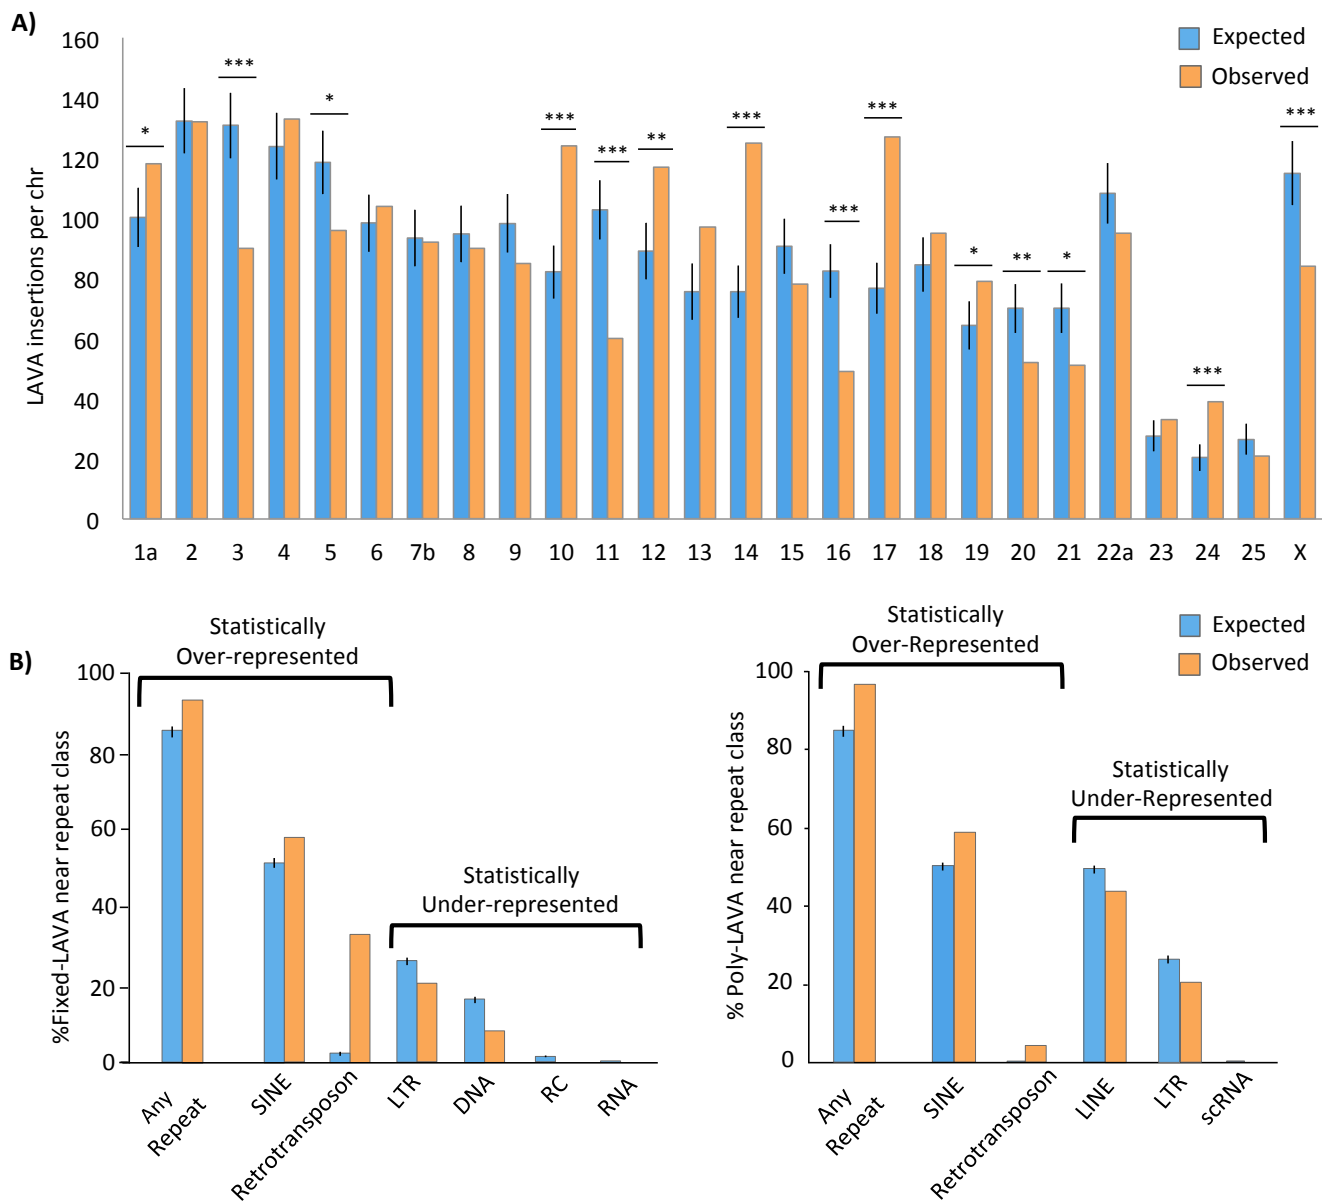 A)
Expected
Observed
LAVA insertions per chr
160
140
120
100
80
60
40
20
0
* *** * *** *** ** *** *** *** * ** * *** ***
1a 2 3 4 5 6 7b 8 9 10 11 12 13 14 15 16 17 18 19 20 21 22a 23 24 25 X
B)
Statistically
Over-represented
Statistically
Under-represented
%Fixed-LAVA near repeat class
100
80
60
40
20
0
Any
Repeat
SINE
Retrotransposon
LTR
DNA
RC
RNA
Expected
Observed
Statistically
Over-Represented
Statistically
Under-Represented
% Poly-LAVA near repeat class
100
80
60
40
20
0
Any
Repeat
SINE
Retrotransposon
LINE
LTR
scRNA